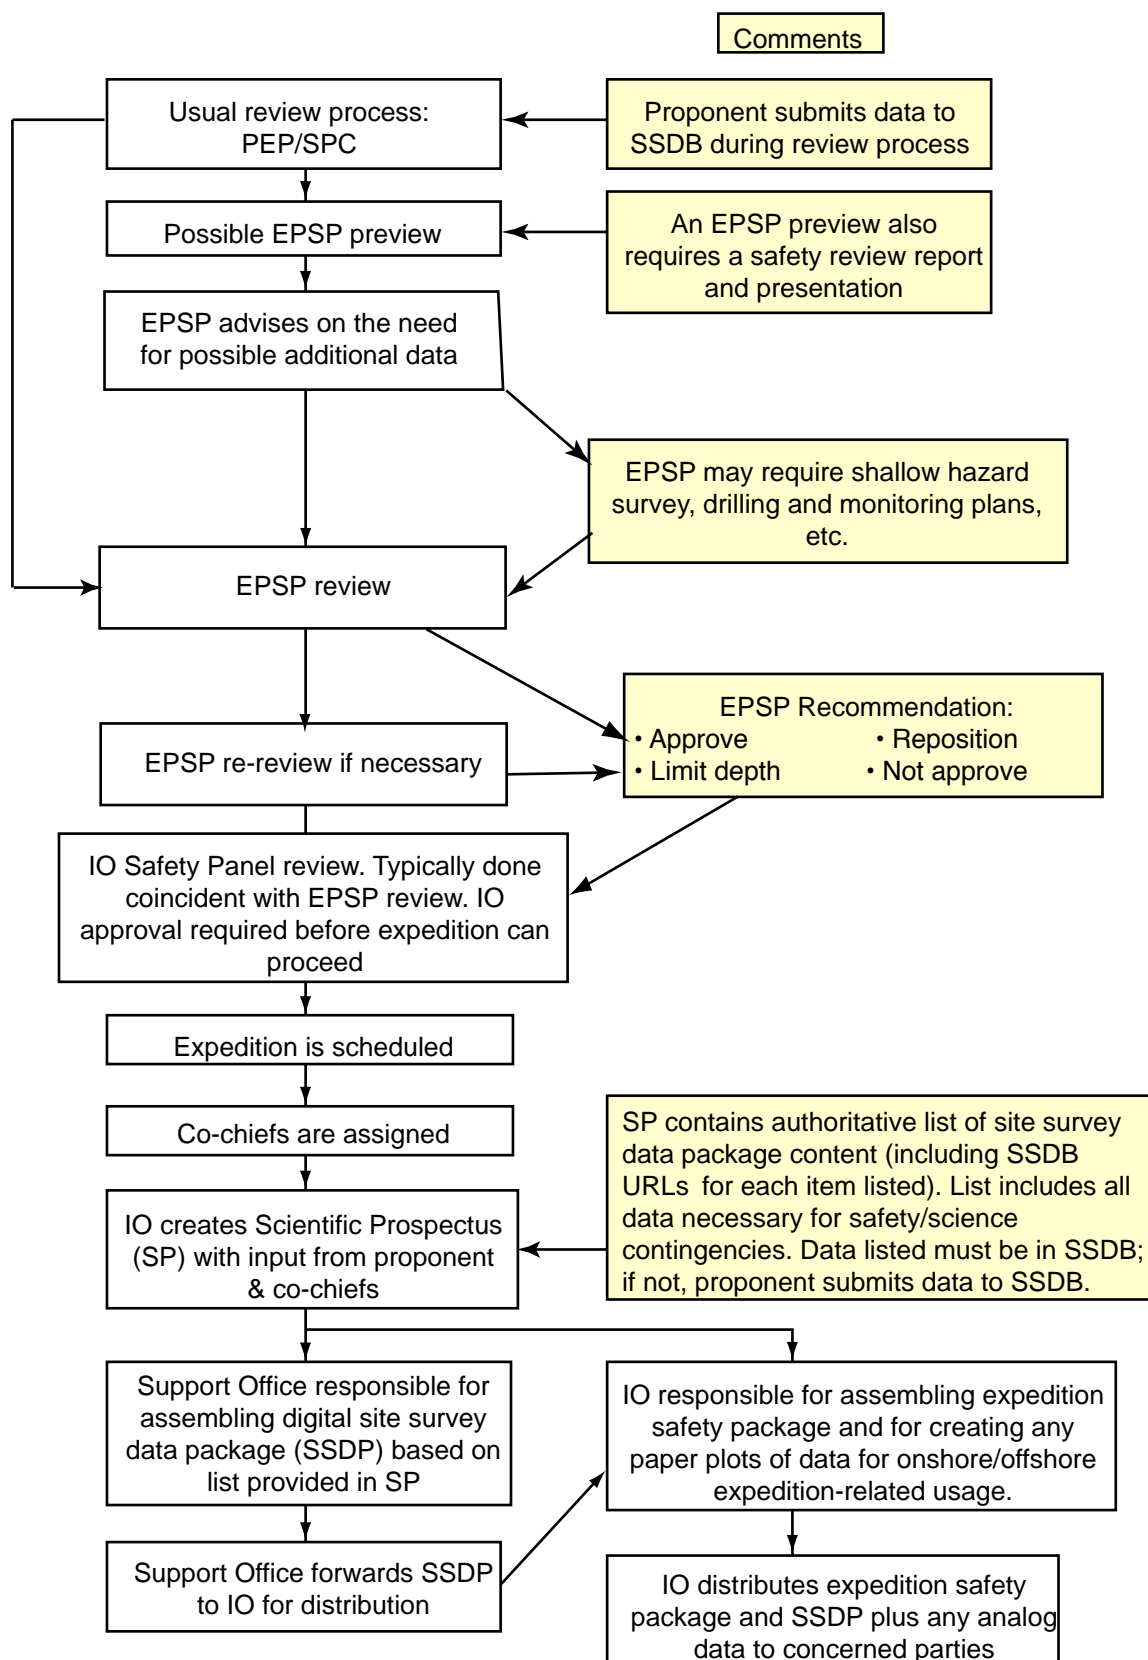 Comments
Usual review process:
PEP/SPC
Proponent submits data to
SSDB during review process
Possible EPSP preview
An EPSP preview also
requires a safety review report
and presentation
EPSP advises on the need
for possible additional data
EPSP may require shallow hazard
survey, drilling and monitoring plans,
etc.
EPSP review
EPSP Recommendation:
• Approve • Reposition
• Limit depth • Not approve
EPSP re-review if necessary
IO Safety Panel review. Typically done
coincident with EPSP review. IO
approval required before expedition can
proceed
Expedition is scheduled
Co-chiefs are assigned
SP contains authoritative list of site survey
data package content (including SSDB
URLs for each item listed). List includes all
data necessary for safety/science
contingencies. Data listed must be in SSDB;
if not, proponent submits data to SSDB.
IO creates Scientific Prospectus
(SP) with input from proponent
& co-chiefs
Support Office responsible for
assembling digital site survey
data package (SSDP) based on
list provided in SP
IO responsible for assembling expedition
safety package and for creating any
paper plots of data for onshore/offshore
expedition-related usage.
Support Office forwards SSDP
to IO for distribution
IO distributes expedition safety
package and SSDP plus any analog
data to concerned parties